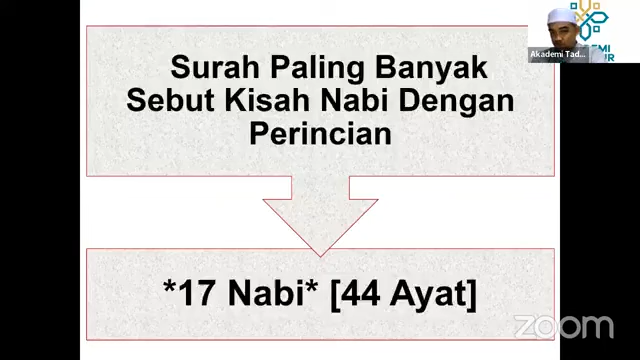 Surah Paling Banyak
Sebut Kisah Nabi Dengan
Perincian
*17 Nabi* [44 Ayat]
Akademi Tad...
zoom